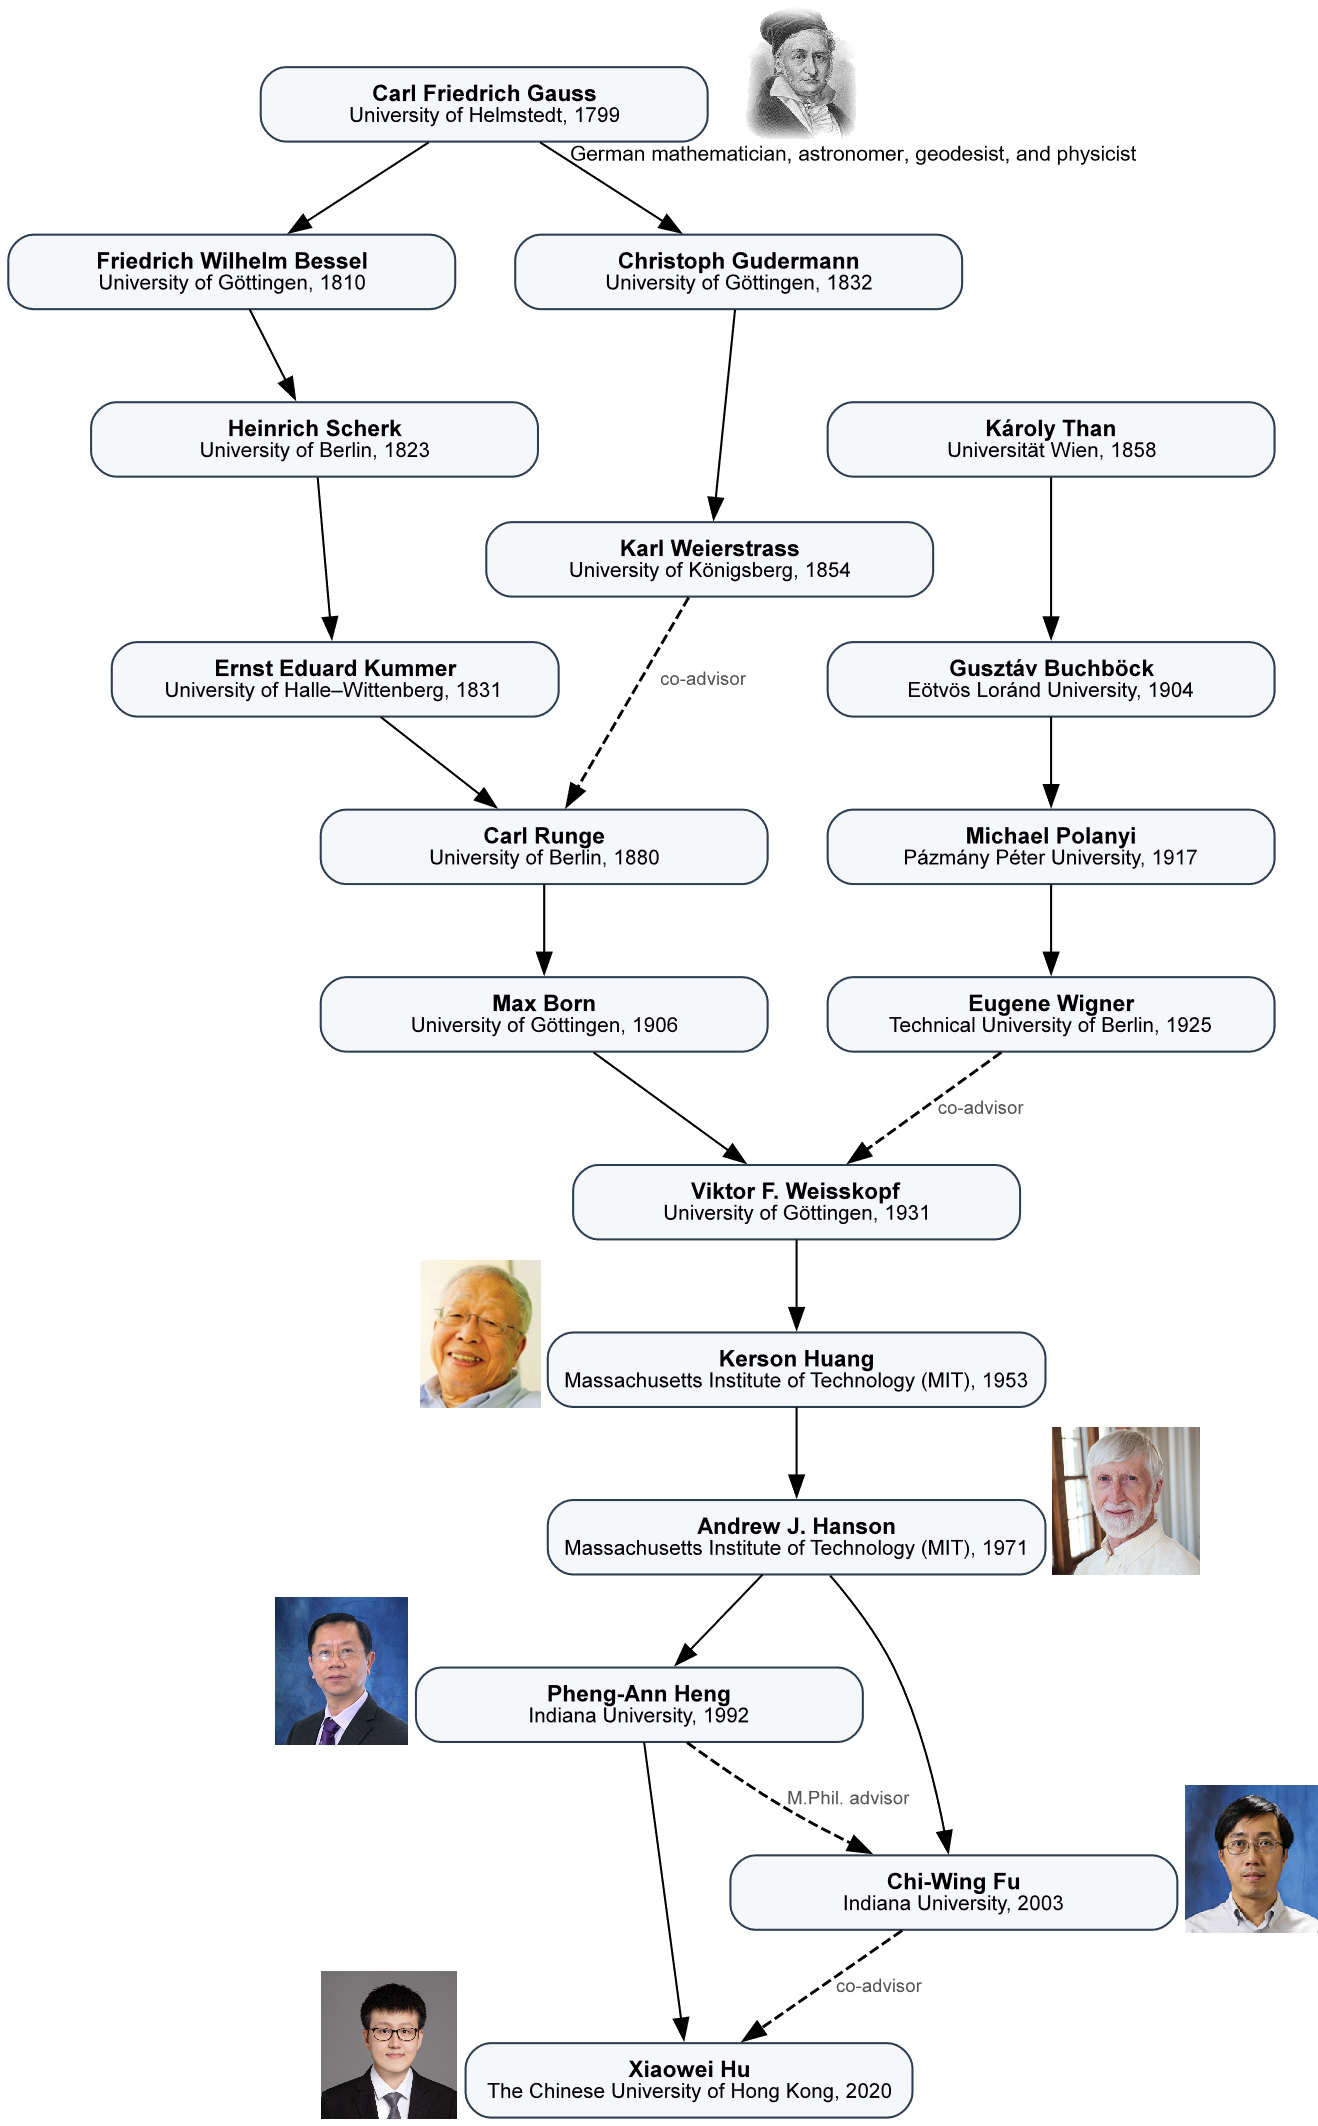 Carl Friedrich Gauss
University of Helmstedt, 1799
German mathematician, astronomer, geodesist, and physicist
Friedrich Wilhelm Bessel
University of Göttingen, 1810
Christoph Gudermann
University of Göttingen, 1832
Heinrich Scherk
University of Berlin, 1823
Károly Than
Universität Wien, 1858
Karl Weierstrass
University of Königsberg, 1854
Ernst Eduard Kummer
University of Halle–Wittenberg, 1831
co-advisor
Gusztáv Buchböck
Eötvös Loránd University, 1904
Carl Runge
University of Berlin, 1880
Michael Polanyi
Pázmány Péter University, 1917
Max Born
University of Göttingen, 1906
Eugene Wigner
Technical University of Berlin, 1925
co-advisor
Viktor F. Weisskopf
University of Göttingen, 1931
Kerson Huang
Massachusetts Institute of Technology (MIT), 1953
Andrew J. Hanson
Massachusetts Institute of Technology (MIT), 1971
Pheng-Ann Heng
Indiana University, 1992
M.Phil. advisor
Chi-Wing Fu
Indiana University, 2003
co-advisor
Xiaowei Hu
The Chinese University of Hong Kong, 2020